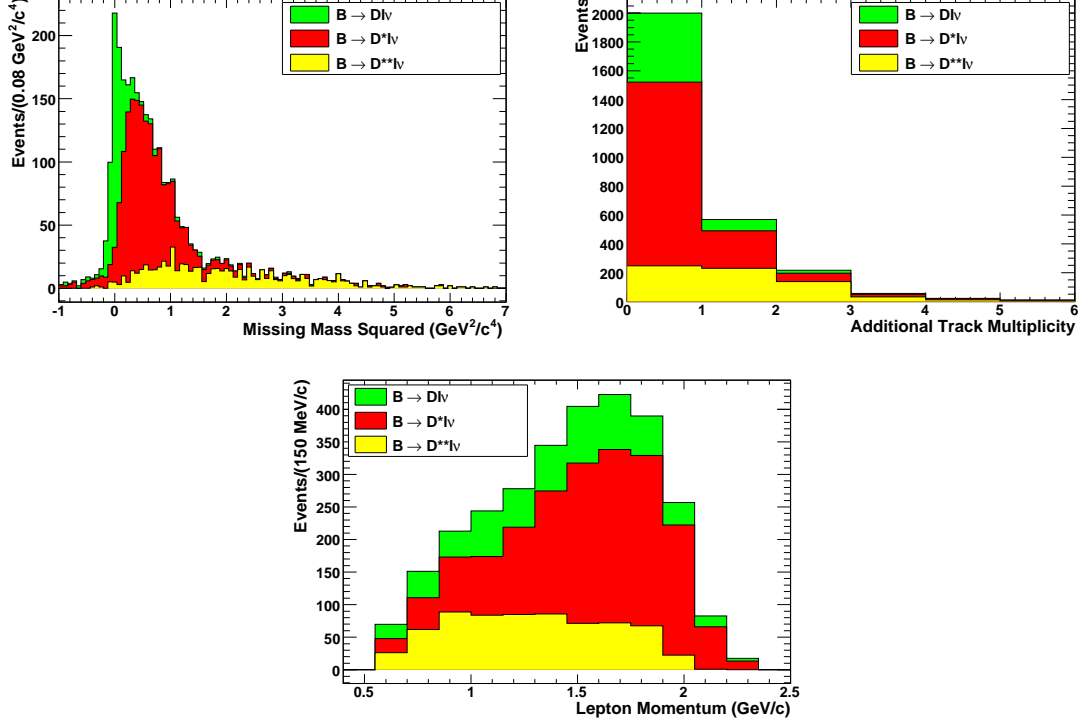 Events/(0.08 GeV²/c⁴)
200
150
100
50
0
-1 0 1 2 3 4 5 6 7
Missing Mass Squared (GeV²/c⁴)
B → Dlν
B → D*lν
B → D**lν
Events
2000
1800
1600
1400
1200
1000
800
600
400
200
0
0 1 2 3 4 5 6
Additional Track Multiplicity
B → Dlν
B → D*lν
B → D**lν
Events/(150 MeV/c)
400
350
300
250
200
150
100
50
0
0.5 1 1.5 2 2.5
Lepton Momentum (GeV/c)
B → Dlν
B → D*lν
B → D**lν